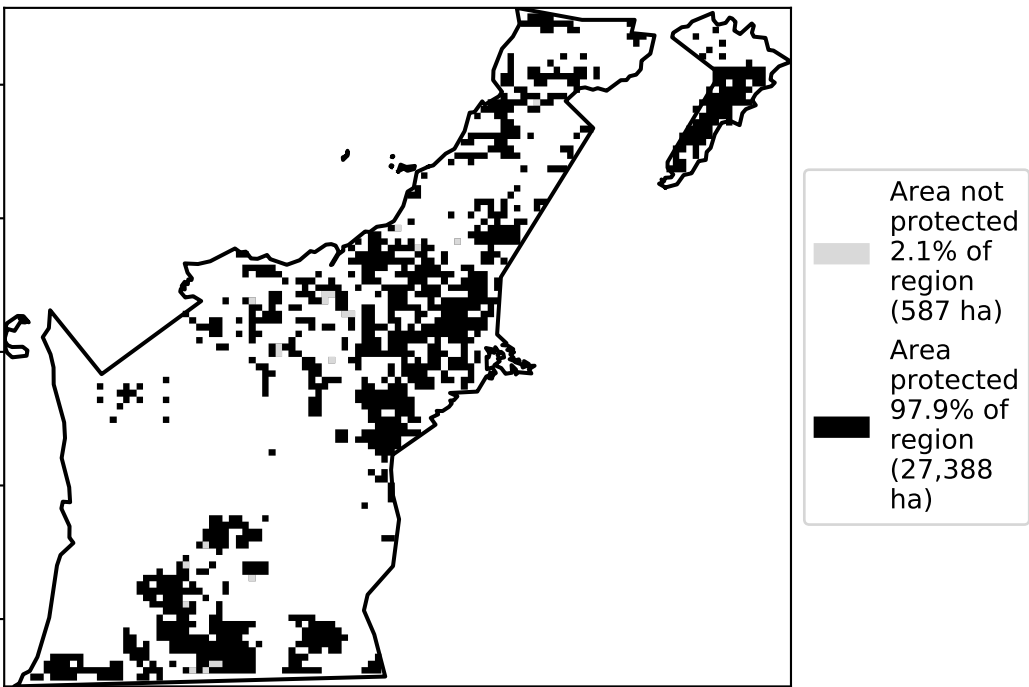 Area not
protected
2.1% of
region
(587 ha)
Area
protected
97.9% of
region
(27,388
ha)